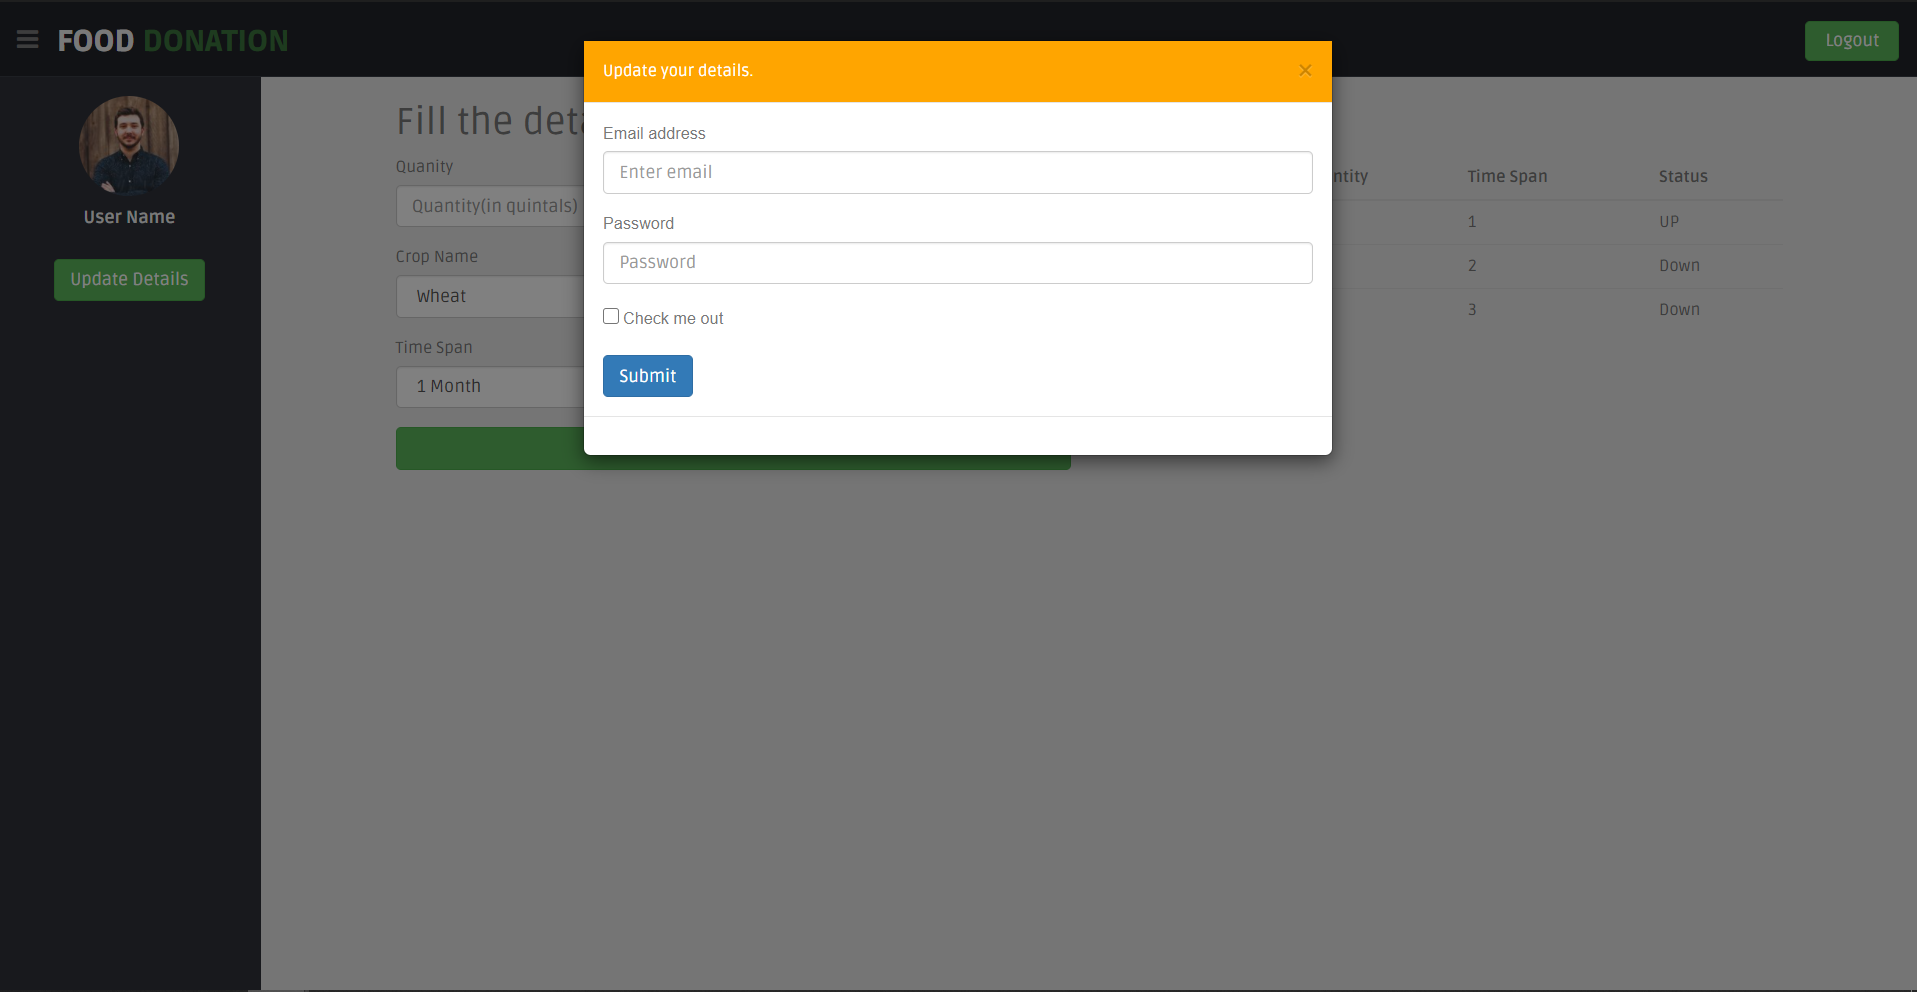 FOOD DONATION
Logout
Update your details.
×
User Name
Update Details
Fill the
Quanity
Quantity(in quintals)
Crop Name
Wheat
Time Span
1 Month
Email address
Enter email
Password
Password
Check me out
Submit
Time Span Status
1 UP
2 Down
3 Down